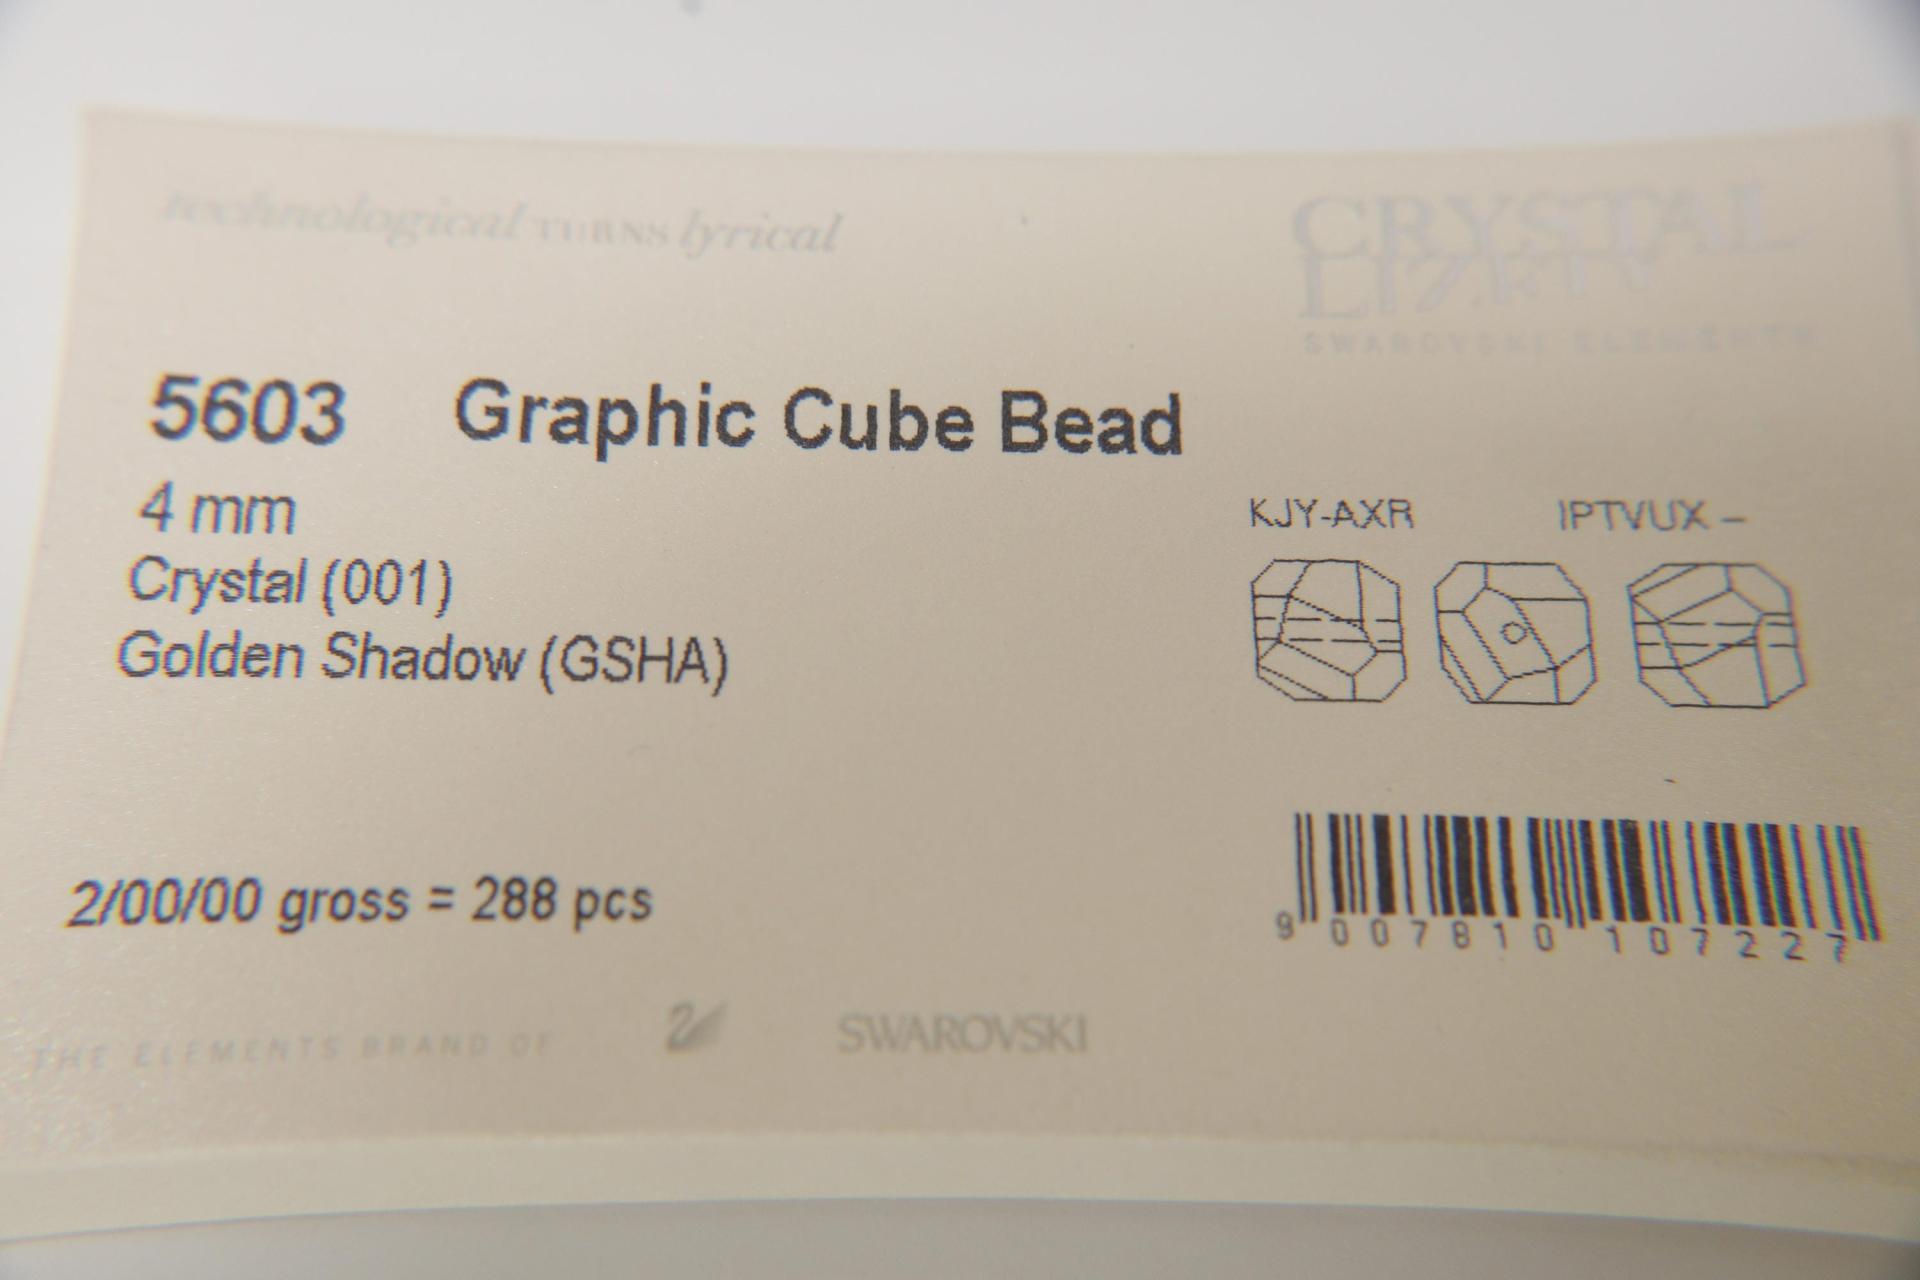 technological TURNS lyrical
CRYSTAL
LIZED™
SWAROVSKI ELEMENTS
5603 Graphic Cube Bead
4 mm
Crystal (001)
Golden Shadow (GSHA)
KJY-AXR IPTVUX –
2/00/00 gross = 288 pcs
9 007810 107227
THE ELEMENTS BRAND OF SWAROVSKI